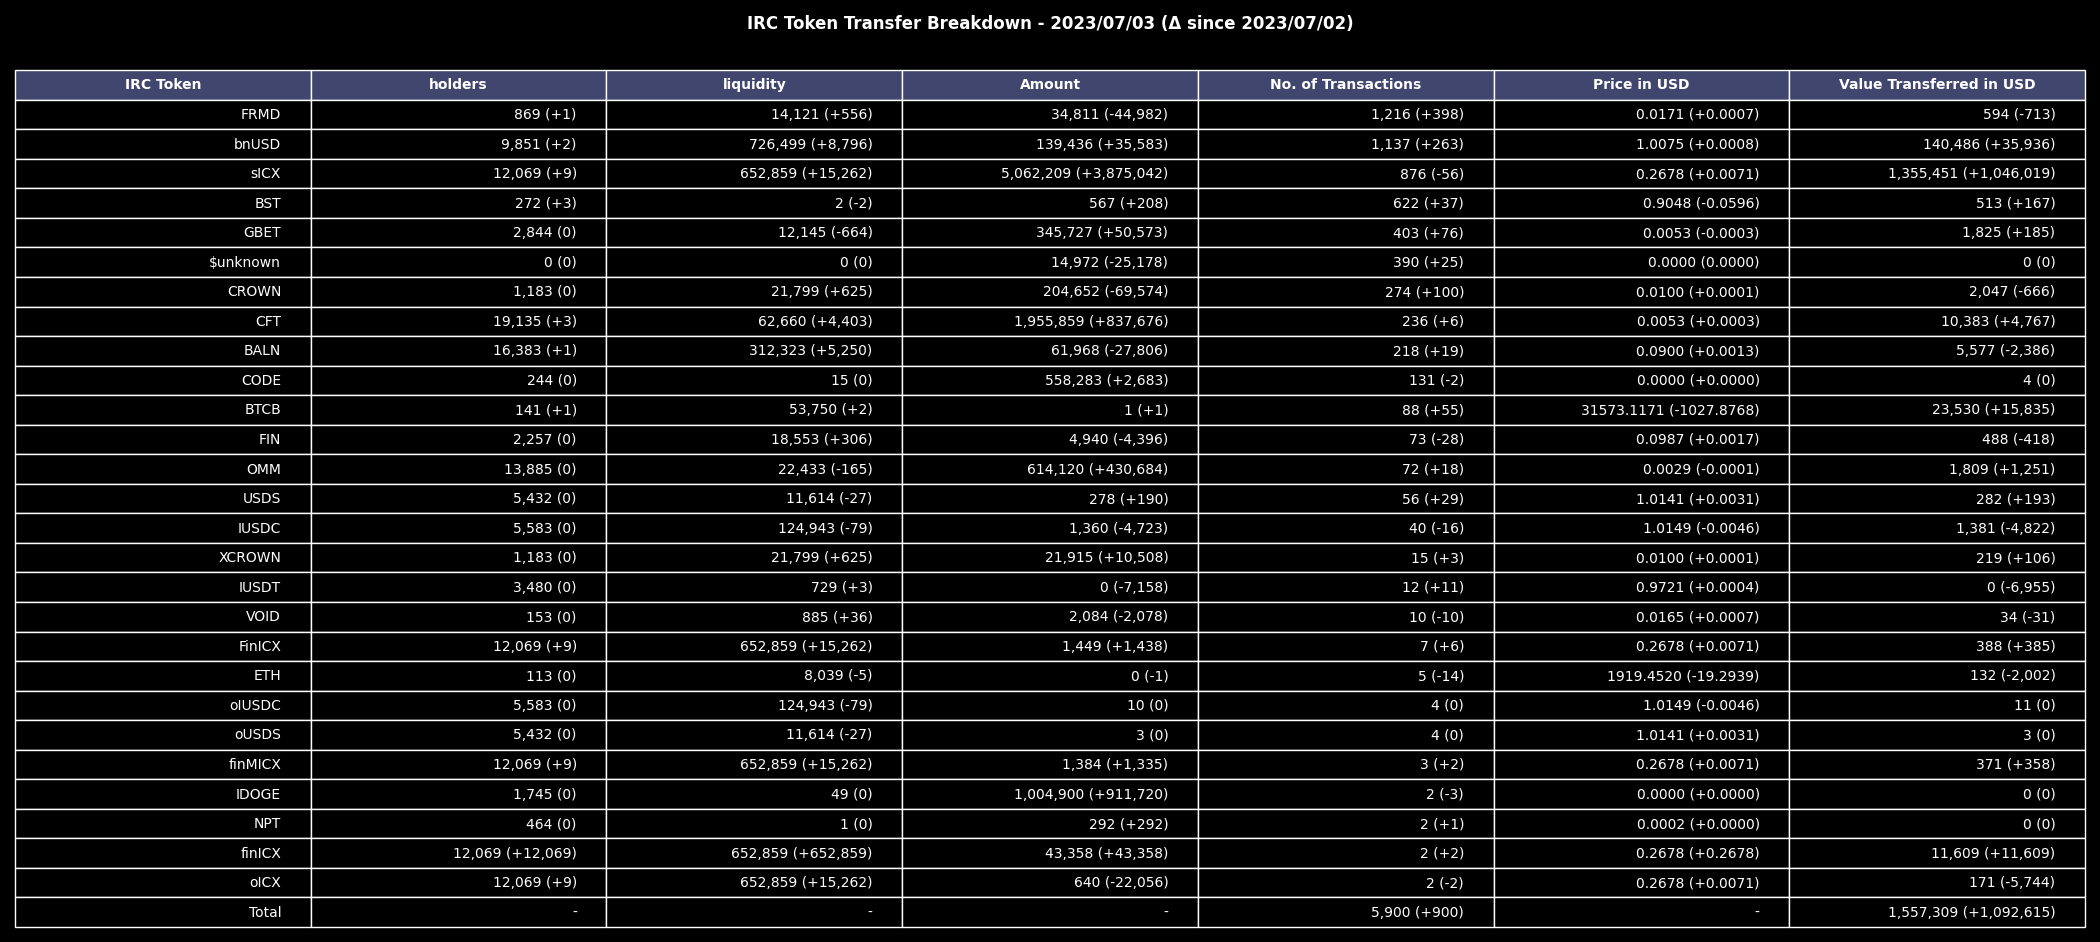 IRC Token Transfer Breakdown - 2023/07/03 (Δ since 2023/07/02)
IRC Token holders liquidity Amount No. of Transactions Price in USD Value Transferred in USD
FRMD 869 (+1) 14,121 (+556) 34,811 (-44,982) 1,216 (+398) 0.0171 (+0.0007) 594 (-713)
bnUSD 9,851 (+2) 726,499 (+8,796) 139,436 (+35,583) 1,137 (+263) 1.0075 (+0.0008) 140,486 (+35,936)
sICX 12,069 (+9) 652,859 (+15,262) 5,062,209 (+3,875,042) 876 (-56) 0.2678 (+0.0071) 1,355,451 (+1,046,019)
BST 272 (+3) 2 (-2) 567 (+208) 622 (+37) 0.9048 (-0.0596) 513 (+167)
GBET 2,844 (0) 12,145 (-664) 345,727 (+50,573) 403 (+76) 0.0053 (-0.0003) 1,825 (+185)
$unknown 0 (0) 0 (0) 14,972 (-25,178) 390 (+25) 0.0000 (0.0000) 0 (0)
CROWN 1,183 (0) 21,799 (+625) 204,652 (-69,574) 274 (+100) 0.0100 (+0.0001) 2,047 (-666)
CFT 19,135 (+3) 62,660 (+4,403) 1,955,859 (+837,676) 236 (+6) 0.0053 (+0.0003) 10,383 (+4,767)
BALN 16,383 (+1) 312,323 (+5,250) 61,968 (-27,806) 218 (+19) 0.0900 (+0.0013) 5,577 (-2,386)
CODE 244 (0) 15 (0) 558,283 (+2,683) 131 (-2) 0.0000 (+0.0000) 4 (0)
BTCB 141 (+1) 53,750 (+2) 1 (+1) 88 (+55) 31573.1171 (-1027.8768) 23,530 (+15,835)
FIN 2,257 (0) 18,553 (+306) 4,940 (-4,396) 73 (-28) 0.0987 (+0.0017) 488 (-418)
OMM 13,885 (0) 22,433 (-165) 614,120 (+430,684) 72 (+18) 0.0029 (-0.0001) 1,809 (+1,251)
USDS 5,432 (0) 11,614 (-27) 278 (+190) 56 (+29) 1.0141 (+0.0031) 282 (+193)
IUSDC 5,583 (0) 124,943 (-79) 1,360 (-4,723) 40 (-16) 1.0149 (-0.0046) 1,381 (-4,822)
XCROWN 1,183 (0) 21,799 (+625) 21,915 (+10,508) 15 (+3) 0.0100 (+0.0001) 219 (+106)
IUSDT 3,480 (0) 729 (+3) 0 (-7,158) 12 (+11) 0.9721 (+0.0004) 0 (-6,955)
VOID 153 (0) 885 (+36) 2,084 (-2,078) 10 (-10) 0.0165 (+0.0007) 34 (-31)
FinICX 12,069 (+9) 652,859 (+15,262) 1,449 (+1,438) 7 (+6) 0.2678 (+0.0071) 388 (+385)
ETH 113 (0) 8,039 (-5) 0 (-1) 5 (-14) 1919.4520 (-19.2939) 132 (-2,002)
oIUSDC 5,583 (0) 124,943 (-79) 10 (0) 4 (0) 1.0149 (-0.0046) 11 (0)
oUSDS 5,432 (0) 11,614 (-27) 3 (0) 4 (0) 1.0141 (+0.0031) 3 (0)
finMICX 12,069 (+9) 652,859 (+15,262) 1,384 (+1,335) 3 (+2) 0.2678 (+0.0071) 371 (+358)
IDOGE 1,745 (0) 49 (0) 1,004,900 (+911,720) 2 (-3) 0.0000 (+0.0000) 0 (0)
NPT 464 (0) 1 (0) 292 (+292) 2 (+1) 0.0002 (+0.0000) 0 (0)
finICX 12,069 (+12,069) 652,859 (+652,859) 43,358 (+43,358) 2 (+2) 0.2678 (+0.2678) 11,609 (+11,609)
oICX 12,069 (+9) 652,859 (+15,262) 640 (-22,056) 2 (-2) 0.2678 (+0.0071) 171 (-5,744)
Total - - - 5,900 (+900) - 1,557,309 (+1,092,615)